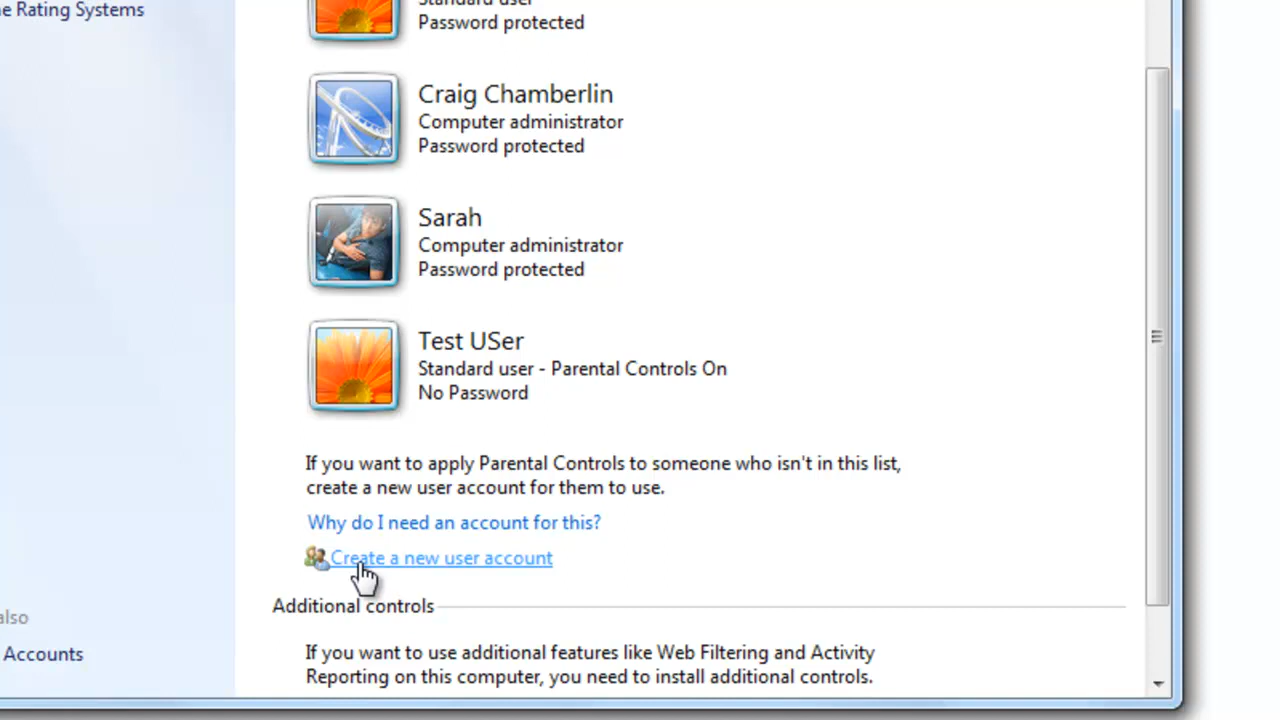 Rating Systems
Standard user
Password protected
Craig Chamberlin
Computer administrator
Password protected
Sarah
Computer administrator
Password protected
Test USer
Standard user - Parental Controls On
No Password
If you want to apply Parental Controls to someone who isn't in this list,
create a new user account for them to use.
Why do I need an account for this?
Create a new user account
Additional controls
also
Accounts
If you want to use additional features like Web Filtering and Activity
Reporting on this computer, you need to install additional controls.